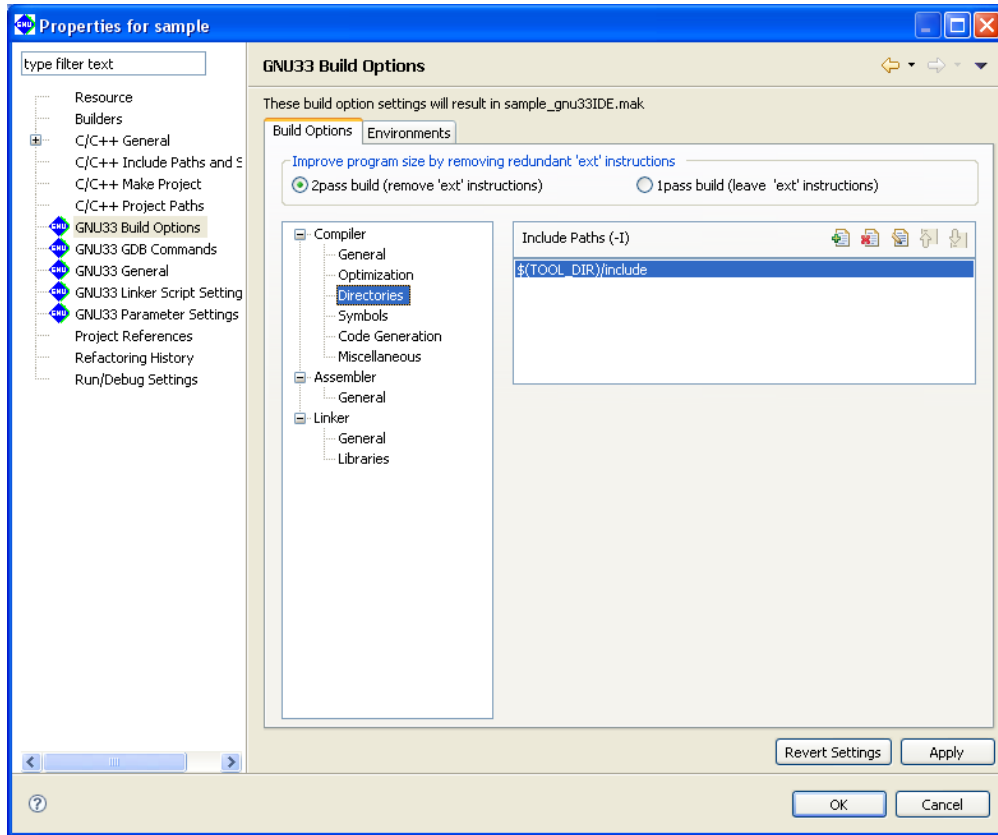 Properties for sample
type filter text
Resource
Builders
C/C++ General
C/C++ Include Paths and S
C/C++ Make Project
C/C++ Project Paths
GNU33 Build Options
GNU33 GDB Commands
GNU33 General
GNU33 Linker Script Setting
GNU33 Parameter Settings
Project References
Refactoring History
Run/Debug Settings
GNU33 Build Options
These build option settings will result in sample_gnu33IDE.mak
Build Options
Environments
Improve program size by removing redundant 'ext' instructions
2pass build (remove 'ext' instructions)
1pass build (leave 'ext' instructions)
Compiler
General
Optimization
Directories
Symbols
Code Generation
Miscellaneous
Assembler
General
Linker
General
Libraries
Include Paths (-I)
$(TOOL_DIR)/include
Revert Settings
Apply
OK
Cancel